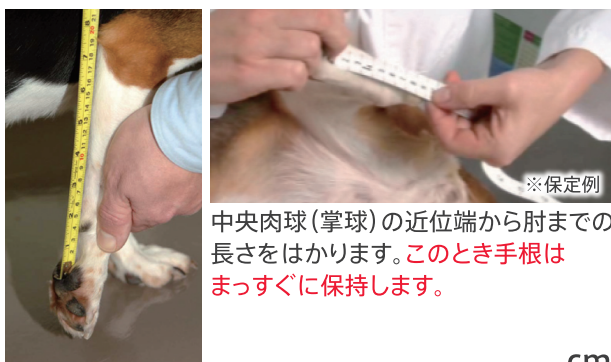 ※保定例
中央肉球（掌球）の近位端から肘までの
長さをはかります。このとき手根は
まっすぐに保持します。
cm